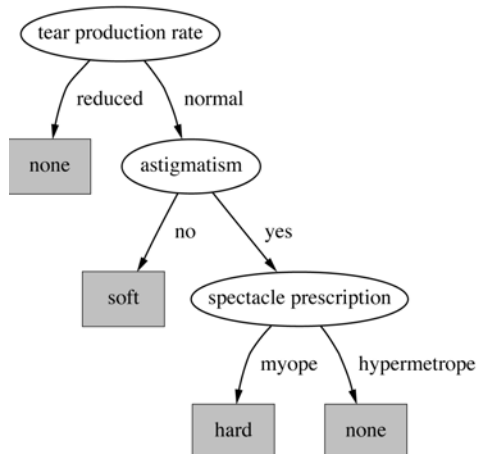 tear production rate
reduced
normal
none
astigmatism
no
yes
soft
spectacle prescription
myope
hypermetrope
hard
none